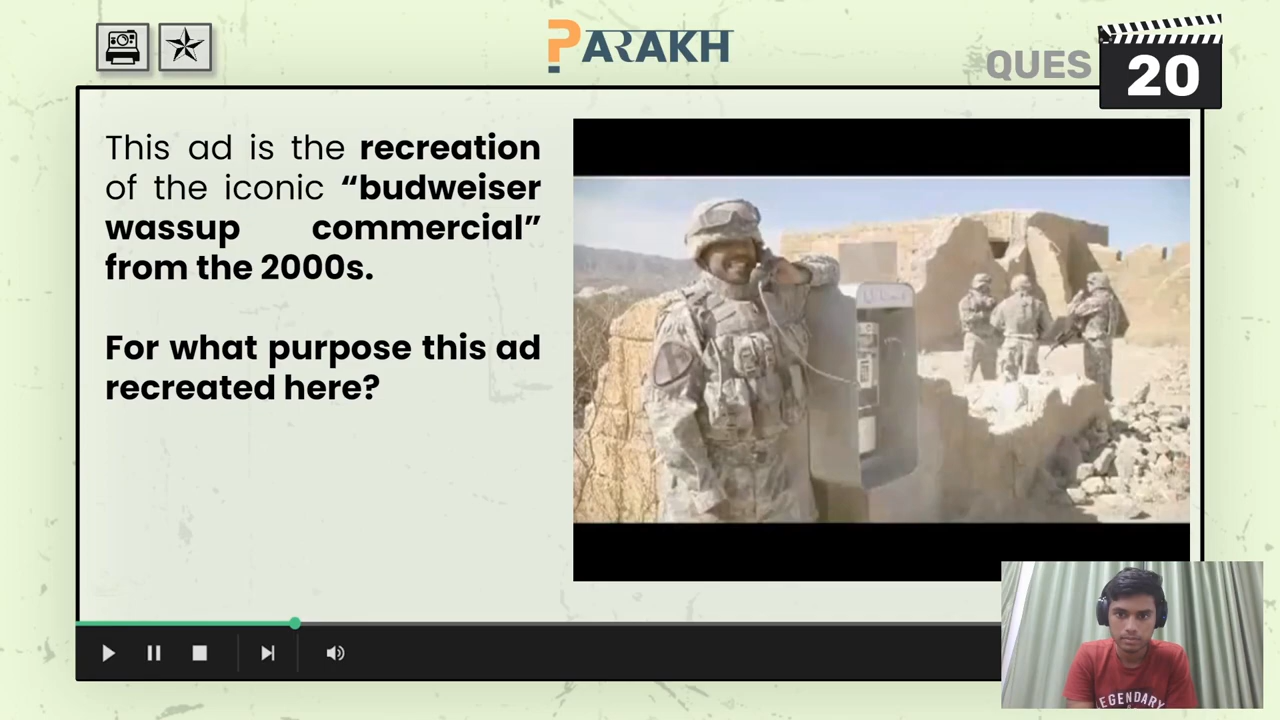 PARAKH
QUES 20
This ad is the recreation
of the iconic “budweiser
wassup commercial”
from the 2000s.
For what purpose this ad
recreated here?
LEGENDARY